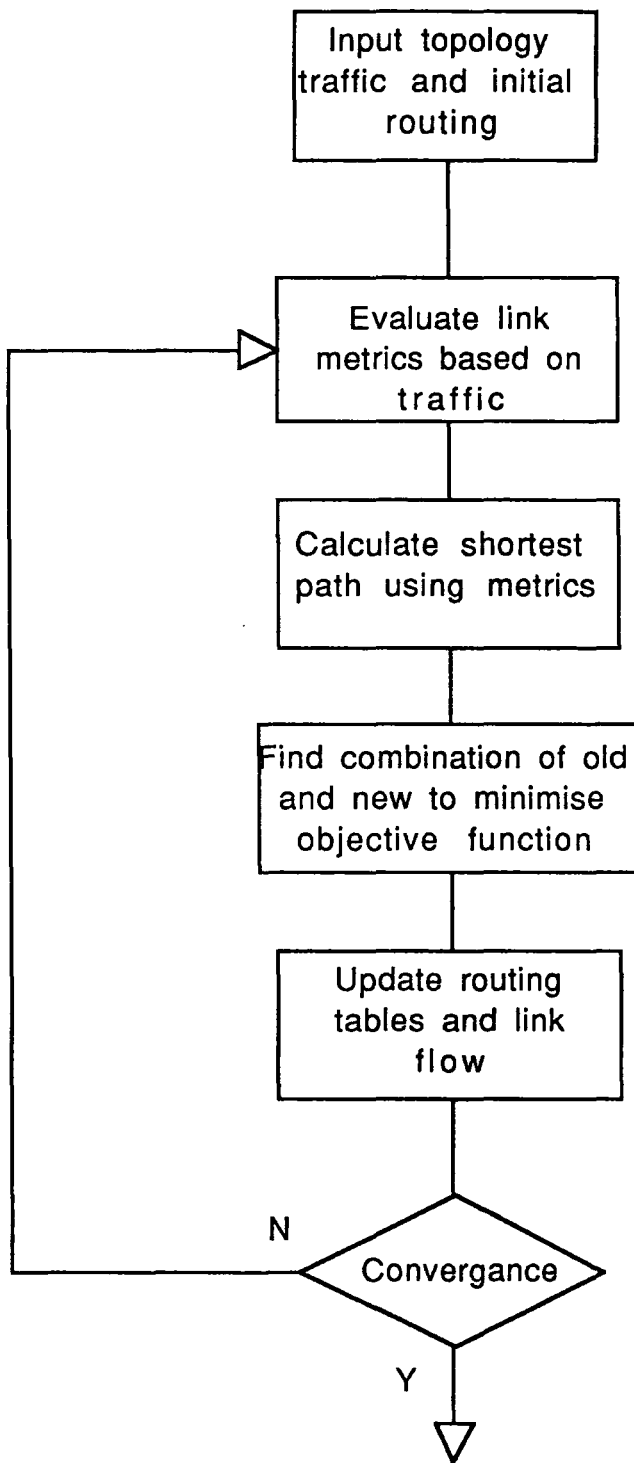 Input topology
traffic and initial
routing
Evaluate link
metrics based on
traffic
Calculate shortest
path using metrics
Find combination of old
and new to minimise
objective function
Update routing
tables and link
flow
N
Convergance
Y